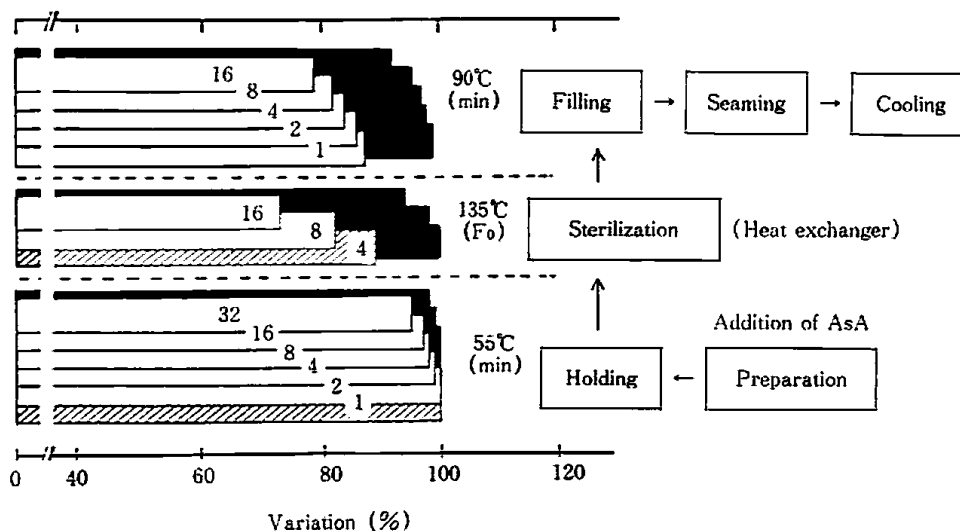 16
8
4
2
1
90℃
(min)
Filling
Seaming
Cooling
16
8
4
135℃
(F₀)
Sterilization
(Heat exchanger)
32
16
8
4
2
1
55℃
(min)
Addition of AsA
Holding
Preparation
0 40 60 80 100 120
Variation (%)